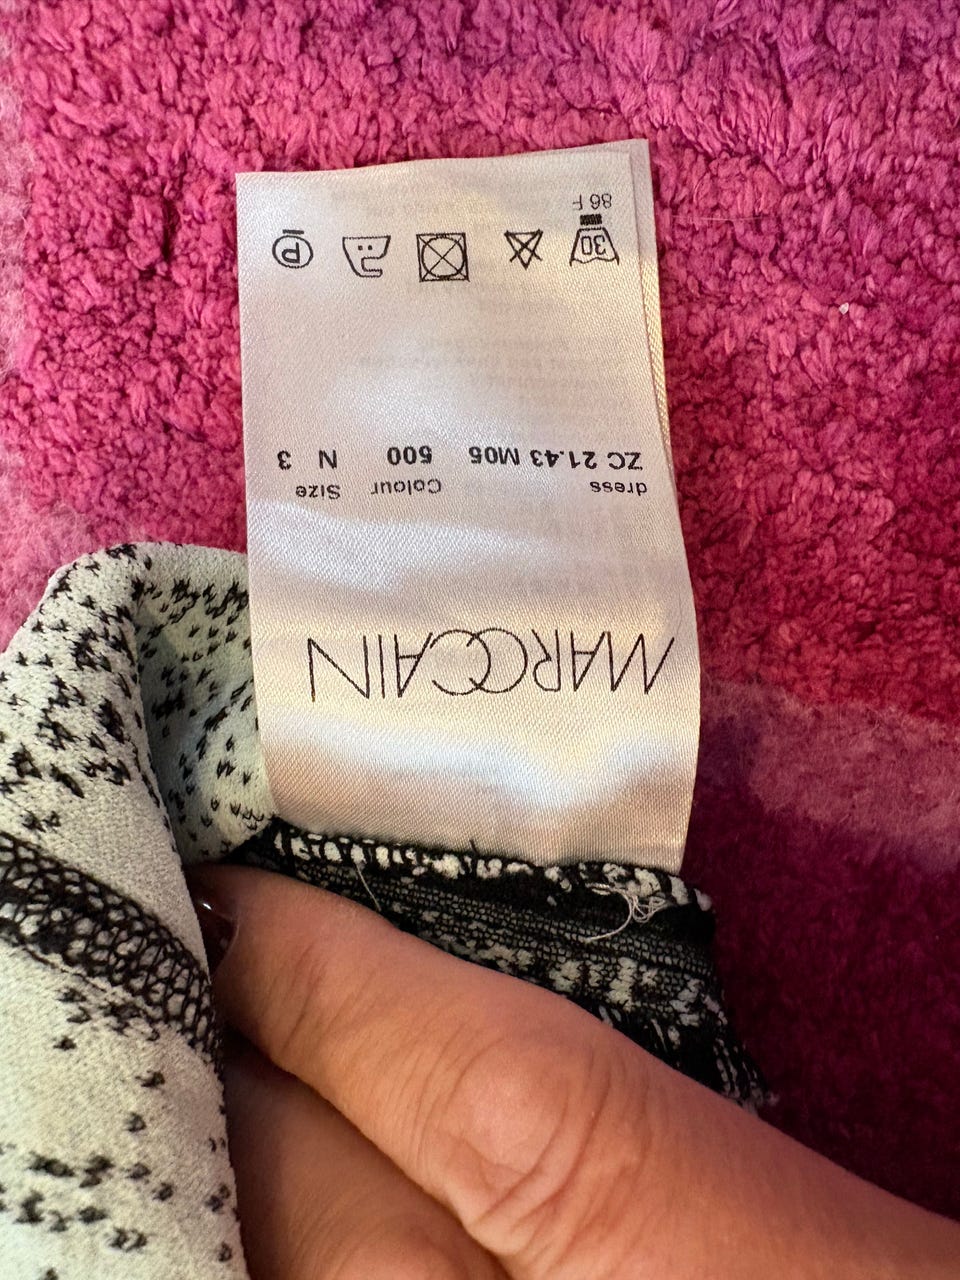 MARCCAIN
dress Colour Size
ZC 21.43 M05 500 N 3
30
P
86 F